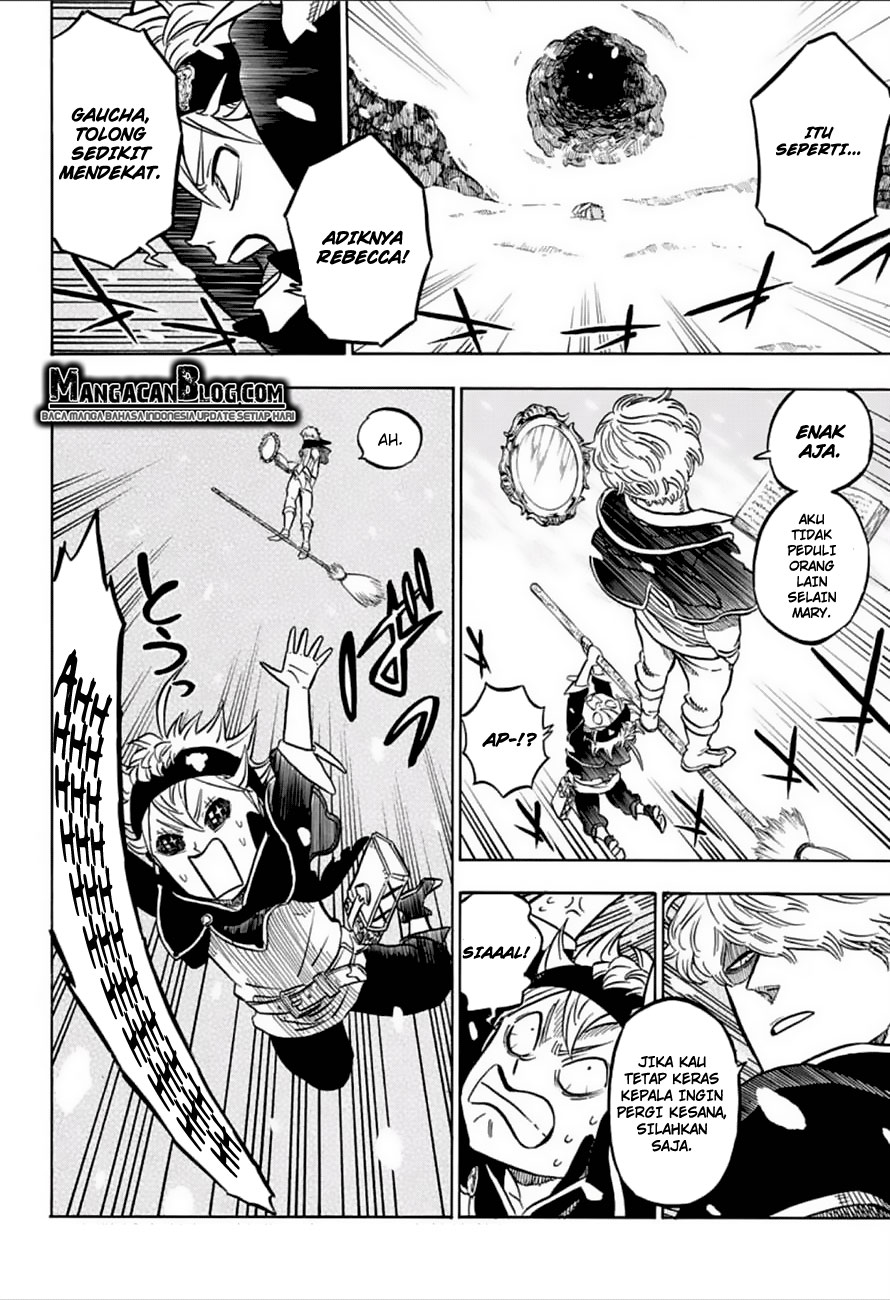 ITU
SEPERTI...
ADIKNYA
REBECCA!
GAUCHA,
TOLONG
SEDIKIT
MENDEKAT.
MANGACANBLOG.COM
BACA MANGA BAHASA INDONESIA UPDATE SETIAP HARI
ENAK
AJA.
AKU
TIDAK
PEDULI
ORANG
LAIN
SELAIN
MARY.
AP-!?
JIKA KAU
TETAP KERAS
KEPALA INGIN
PERGI KESANA,
SILAHKAN
SAJA.
SIAAAL!
AH.
とうっ